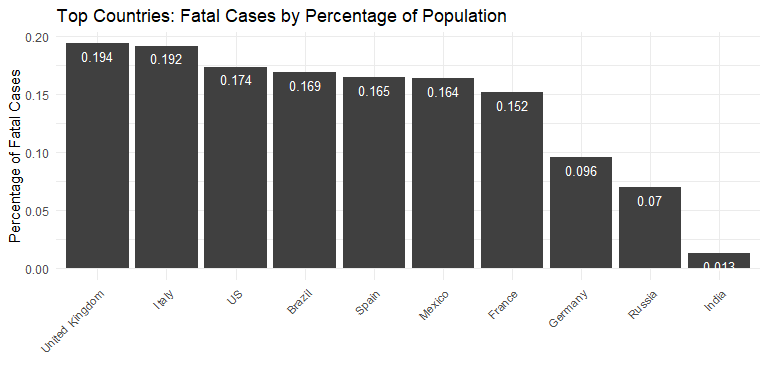 Top Countries: Fatal Cases by Percentage of Population
Percentage of Fatal Cases
0.20
0.15
0.10
0.05
0.00
0.194
0.192
0.174
0.169
0.165
0.164
0.152
0.096
0.07
0.013
United Kingdom
Italy
US
Brazil
Spain
Mexico
France
Germany
Russia
India